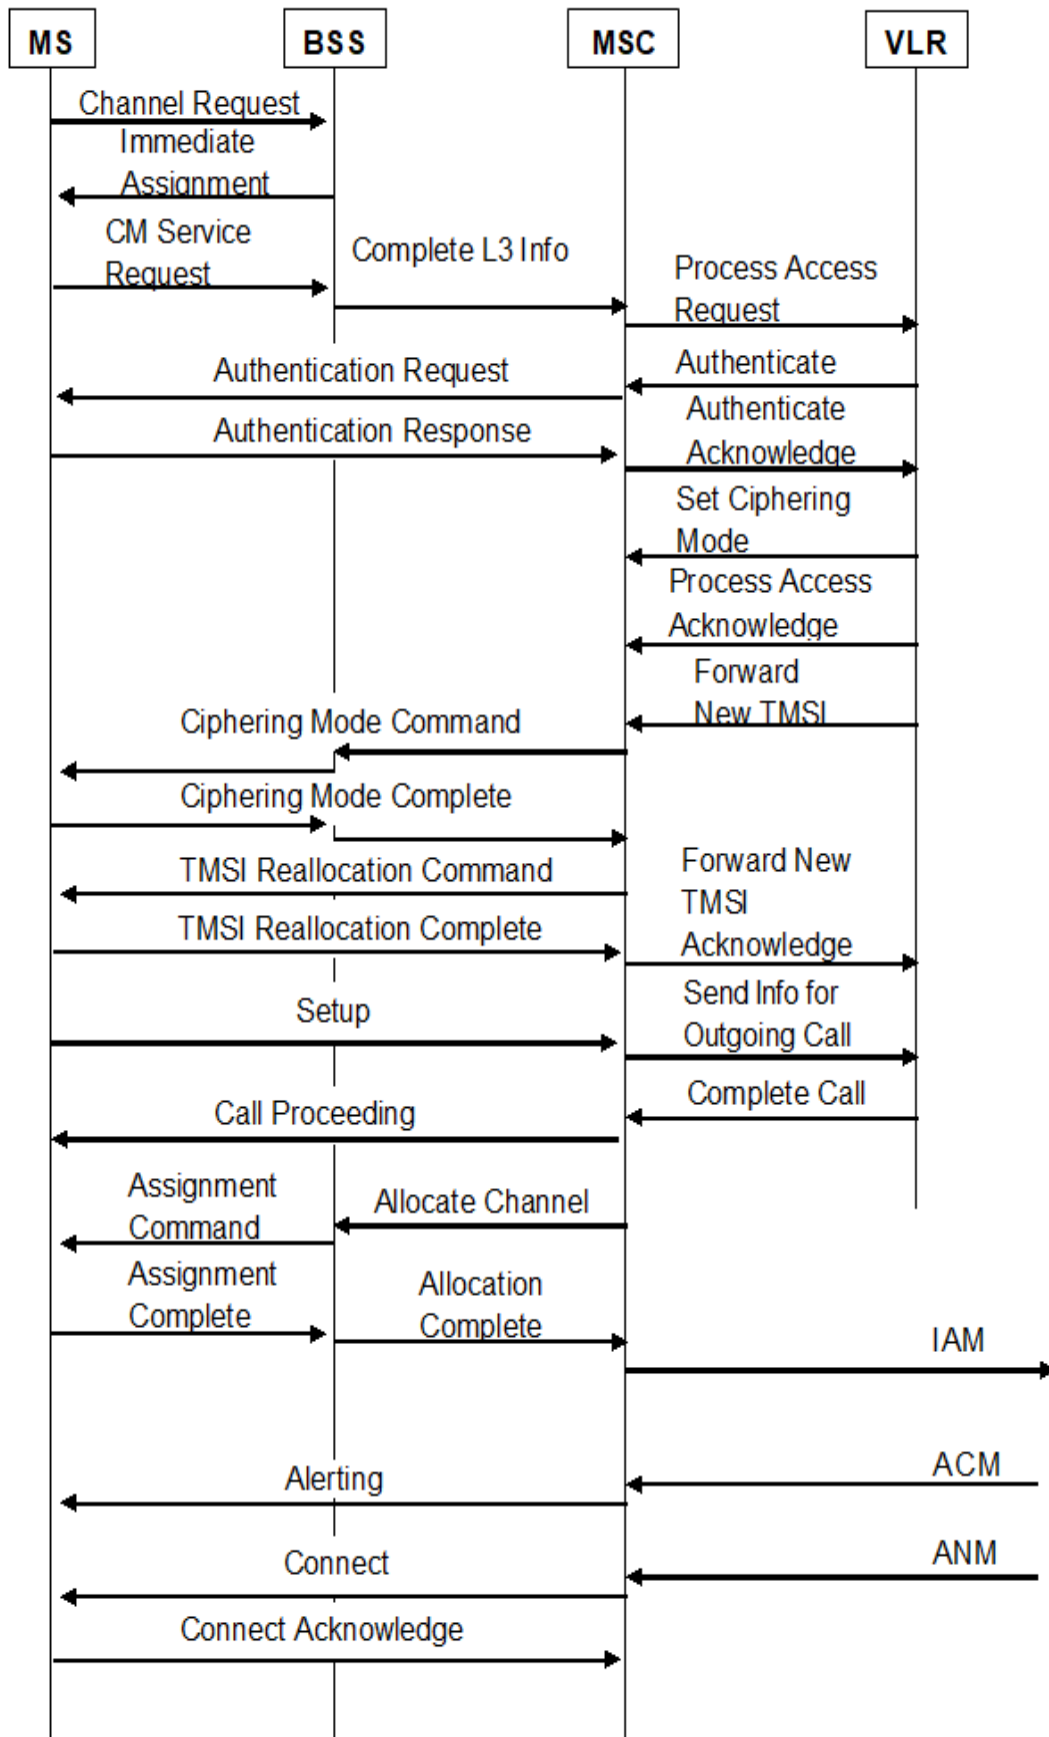 MS
BSS
MSC
VLR
Channel Request
Immediate
Assignment
CM Service
Request
Complete L3 Info
Process Access
Request
Authentication Request
Authenticate
Authentication Response
Authenticate
Acknowledge
Set Ciphering
Mode
Process Access
Acknowledge
Forward
New TMSI
Ciphering Mode Command
Ciphering Mode Complete
TMSI Reallocation Command
Forward New
TMSI
Acknowledge
TMSI Reallocation Complete
Setup
Send Info for
Outgoing Call
Complete Call
Call Proceeding
Assignment
Command
Allocate Channel
Assignment
Complete
Allocation
Complete
IAM
ACM
Alerting
ANM
Connect
Connect Acknowledge